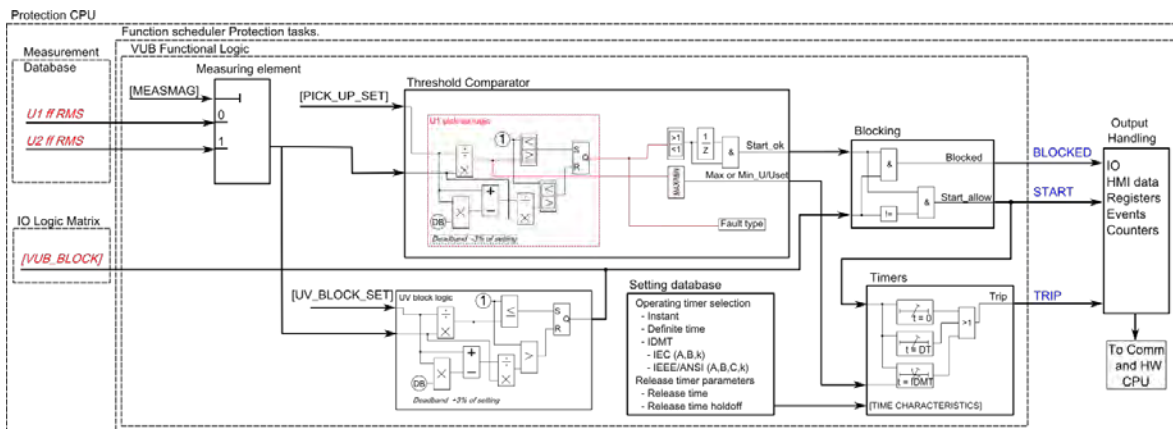 Protection CPU
Function scheduler Protection tasks.
VUB Functional Logic
Measurement
Database
Measuring element
[MEASMAG]
0
U1 ff RMS
U2 ff RMS
1
IO Logic Matrix
[VUB_BLOCK]
[PICK_UP_SET]
Threshold Comparator
U1 pickup logic
1
S
R
Q
DB
Deadband ~3% of setting
>1
<1
1
Z
&
Start_ok
MAX/MIN
Max or Min_U/Uset
Fault type
[UV_BLOCK_SET]
UV block logic
1
S
R
Q
DB
Deadband ~3% of setting
Setting database
Operating timer selection
- Instant
- Definite time
- IDMT
- IEC (A,B,k)
- IEEE/ANSI (A,B,C,k)
Release timer parameters
- Release time
- Release time holdoff
Blocking
&
Blocked
&
Start_allow
!=
BLOCKED
START
Timers
t = 0
t = DT
t = IDMT
>1
Trip
[TIME CHARACTERISTICS]
TRIP
Output
Handling
IO
HMI data
Registers
Events
Counters
To Comm
and HW
CPU